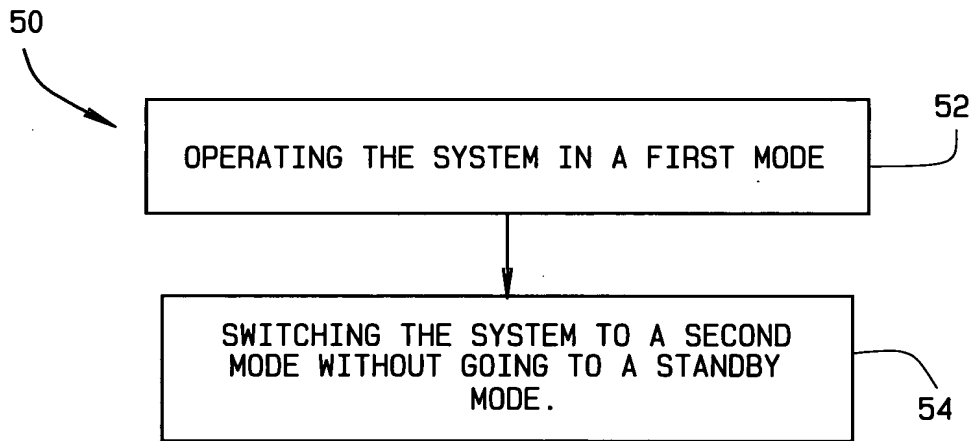 50
52
OPERATING THE SYSTEM IN A FIRST MODE
SWITCHING THE SYSTEM TO A SECOND
MODE WITHOUT GOING TO A STANDBY
MODE.
54